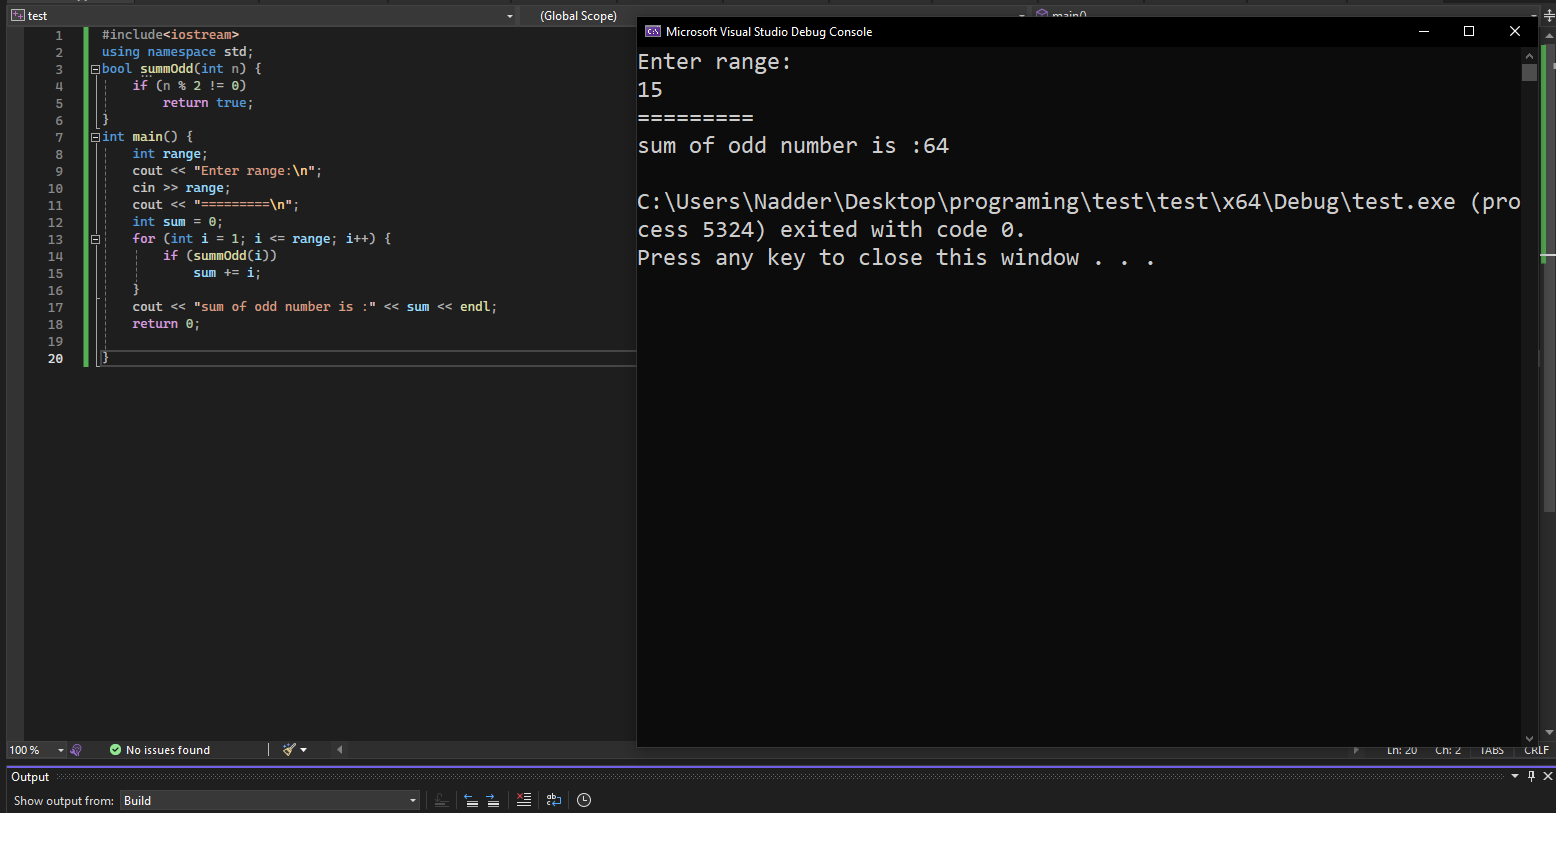 test
(Global Scope)
main()
1 #include<iostream>
2 using namespace std;
3 bool summOdd(int n) {
4 if (n % 2 != 0)
5 return true;
6 }
7 int main() {
8 int range;
9 cout << "Enter range:\n";
10 cin >> range;
11 cout << "=========\n";
12 int sum = 0;
13 for (int i = 1; i <= range; i++) {
14 if (summOdd(i))
15 sum += i;
16 }
17 cout << "sum of odd number is :" << sum << endl;
18 return 0;
19
20 }
Microsoft Visual Studio Debug Console
Enter range:
15
=========
sum of odd number is :64
C:\Users\Nadder\Desktop\programing\test\test\x64\Debug\test.exe (pro
cess 5324) exited with code 0.
Press any key to close this window . . .
100 % No issues found Ln: 20 Ch: 2 TABS CRLF
Output
Show output from: Build